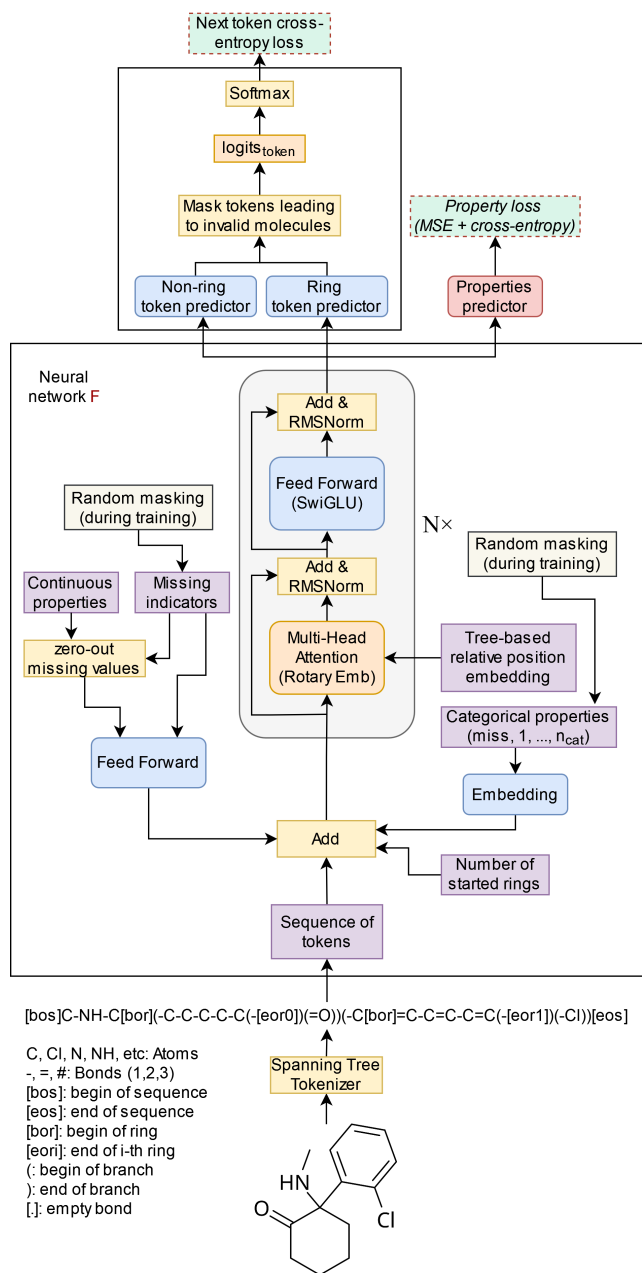 Next token cross-
entropy loss
Softmax
logits_token
Mask tokens leading
to invalid molecules
Property loss
(MSE + cross-entropy)
Non-ring
token predictor
Ring
token predictor
Properties
predictor
Neural
network F
Add &
RMSNorm
Feed Forward
(SwiGLU)
N×
Random masking
(during training)
Random masking
(during training)
Continuous
properties
Missing
indicators
Add &
RMSNorm
zero-out
missing values
Multi-Head
Attention
(Rotary Emb)
Tree-based
relative position
embedding
Categorical properties
(miss, 1, ..., n_cat)
Feed Forward
Embedding
Add
Number of
started rings
Sequence of
tokens
[bos]C-NH-C[bor](-C-C-C-C-C(-[eor0])(=O))(-C[bor]=C-C=C-C=C(-[eor1])(-Cl))[eos]
C, Cl, N, NH, etc: Atoms
-, =, #: Bonds (1,2,3)
[bos]: begin of sequence
[eos]: end of sequence
[bor]: begin of ring
[eori]: end of i-th ring
(: begin of branch
): end of branch
[.]: empty bond
Spanning Tree
Tokenizer
HN
O
Cl